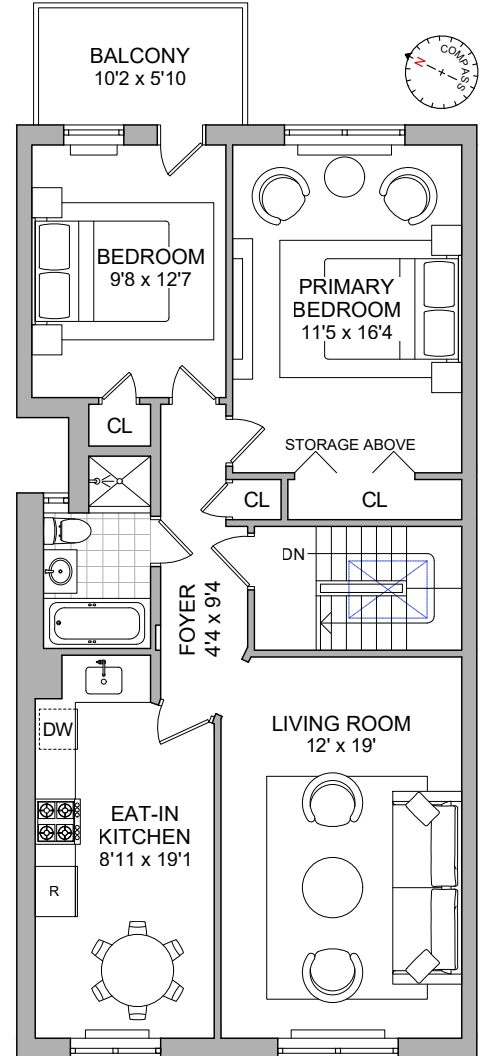 BALCONY
10'2 x 5'10
COMPASS
N
BEDROOM
9'8 x 12'7
PRIMARY
BEDROOM
11'5 x 16'4
CL
STORAGE ABOVE
CL
CL
DN
FOYER
4'4 x 9'4
LIVING ROOM
12' x 19'
DW
EAT-IN
KITCHEN
8'11 x 19'1
R